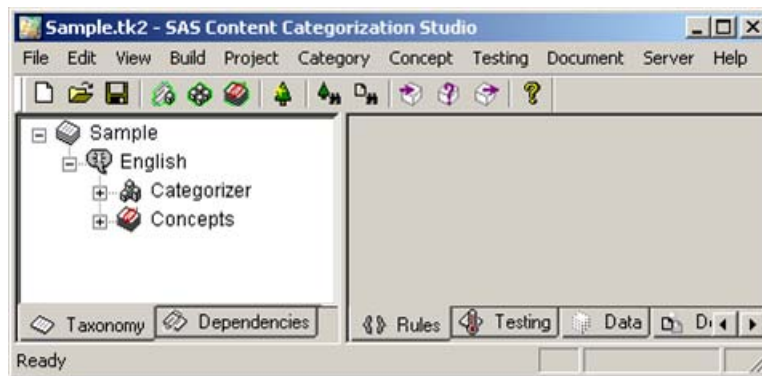 Sample.tk2 - SAS Content Categorization Studio
File Edit View Build Project Category Concept Testing Document Server Help
Sample
English
Categorizer
Concepts
Taxonomy Dependencies Rules Testing Data
Ready